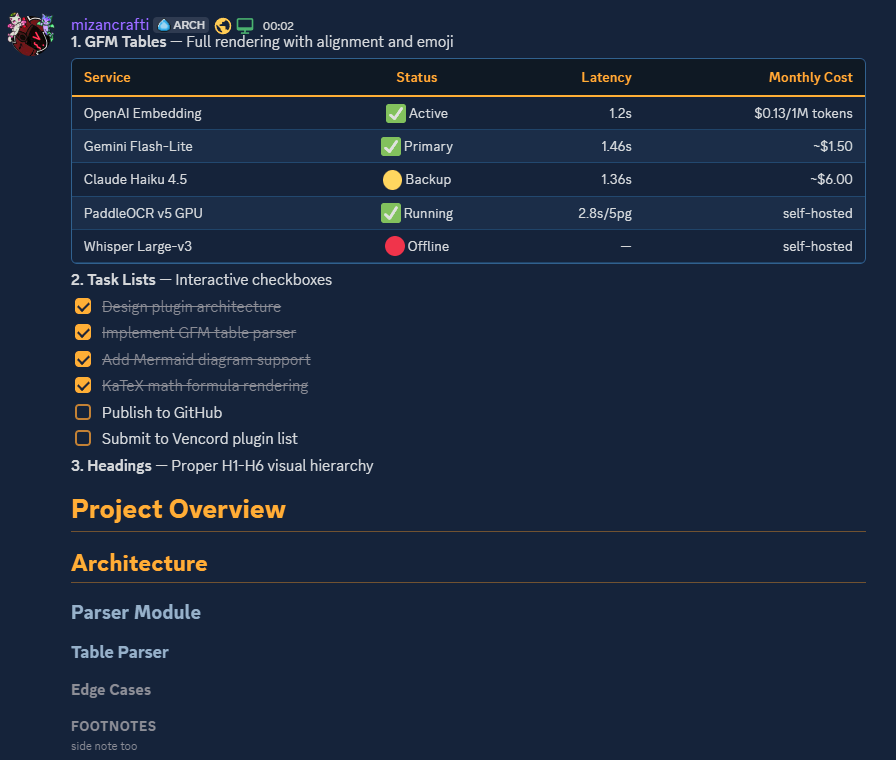 mizancrafti 💧 ARCH 00:02
1. GFM Tables — Full rendering with alignment and emoji
Service Status Latency Monthly Cost
OpenAI Embedding ✅ Active 1.2s $0.13/1M tokens
Gemini Flash-Lite ✅ Primary 1.46s ~$1.50
Claude Haiku 4.5 🟡 Backup 1.36s ~$6.00
PaddleOCR v5 GPU ✅ Running 2.8s/5pg self-hosted
Whisper Large-v3 🔴 Offline — self-hosted
2. Task Lists — Interactive checkboxes
Design plugin architecture
Implement GFM table parser
Add Mermaid diagram support
KaTeX math formula rendering
Publish to GitHub
Submit to Vencord plugin list
3. Headings — Proper H1-H6 visual hierarchy
Project Overview
Architecture
Parser Module
Table Parser
Edge Cases
FOOTNOTES
side note too